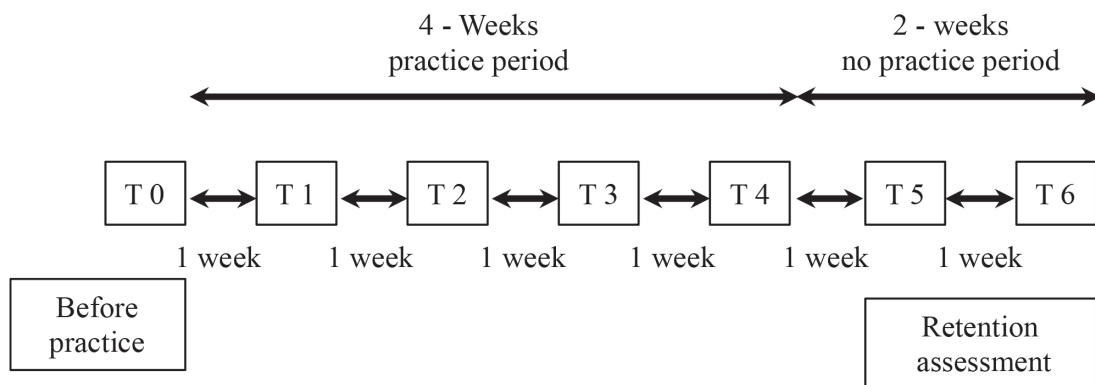 4 - Weeks
practice period
2 - weeks
no practice period
T 0
T 1
T 2
T 3
T 4
T 5
T 6
1 week
1 week
1 week
1 week
1 week
1 week
Before
practice
Retention
assessment